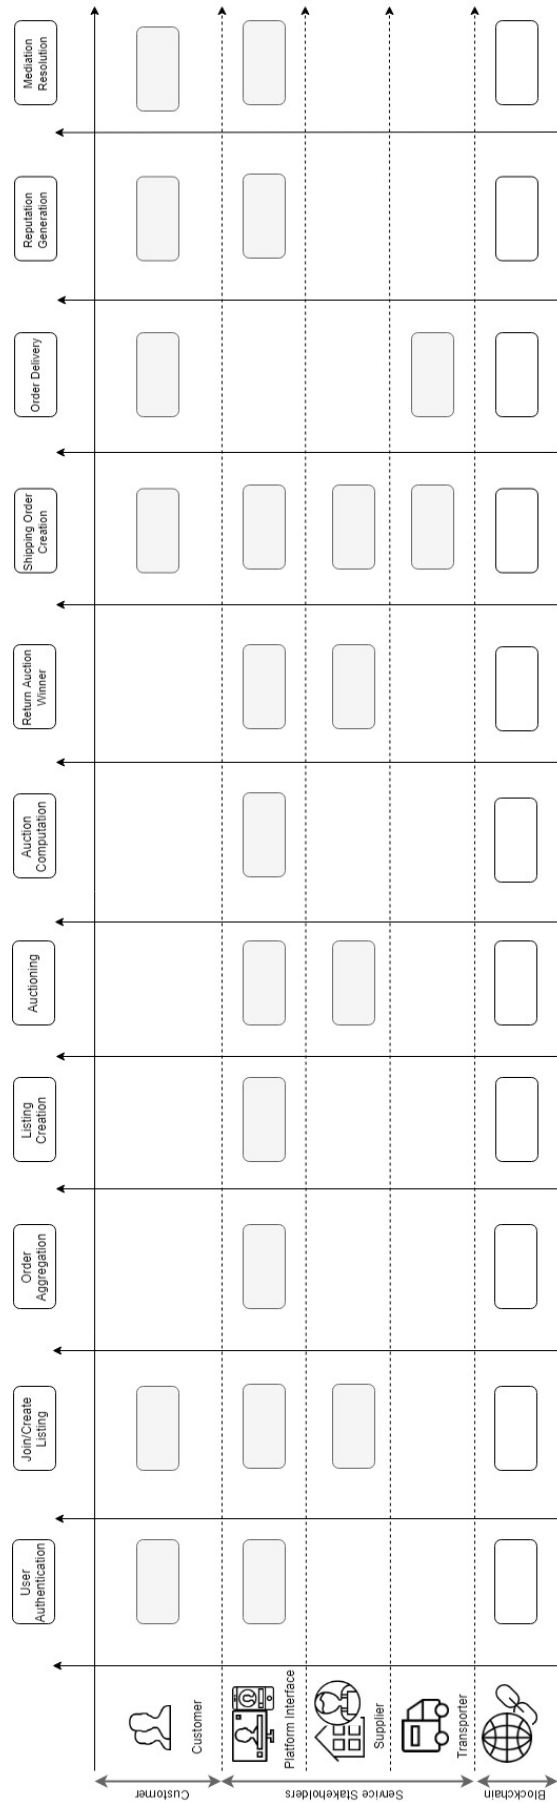 User
Authentication
Join/Create
Listing
Order
Aggregation
Listing
Creation
Auctioning
Auction
Computation
Return Auction
Winner
Shipping Order
Creation
Order Delivery
Reputation
Generation
Mediation
Resolution
Customer
Customer
Service Stakeholders
Platform Interface
Supplier
Transporter
Blockchain